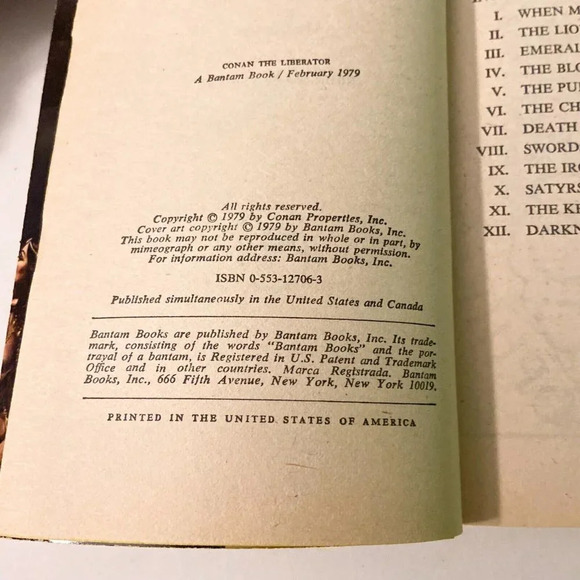 CONAN THE LIBERATOR
A Bantam Book / February 1979
All rights reserved.
Copyright © 1979 by Conan Properties, Inc.
Cover art copyright © 1979 by Bantam Books, Inc.
This book may not be reproduced in whole or in part, by
mimeograph or any other means, without permission.
For information address: Bantam Books, Inc.
ISBN 0-553-12706-3
Published simultaneously in the United States and Canada
Bantam Books are published by Bantam Books, Inc. Its trade-
mark, consisting of the words "Bantam Books" and the por-
trayal of a bantam, is Registered in U.S. Patent and Trademark
Office and in other countries. Marca Registrada. Bantam
Books, Inc., 666 Fifth Avenue, New York, New York 10019.
PRINTED IN THE UNITED STATES OF AMERICA
I. WHEN M
II. THE LIO
III. EMERAL
IV. THE BLO
V. THE PU
VI. THE CH
VII. DEATH
VIII. SWORDS
IX. THE IRO
X. SATYRS
XI. THE KE
XII. DARKN